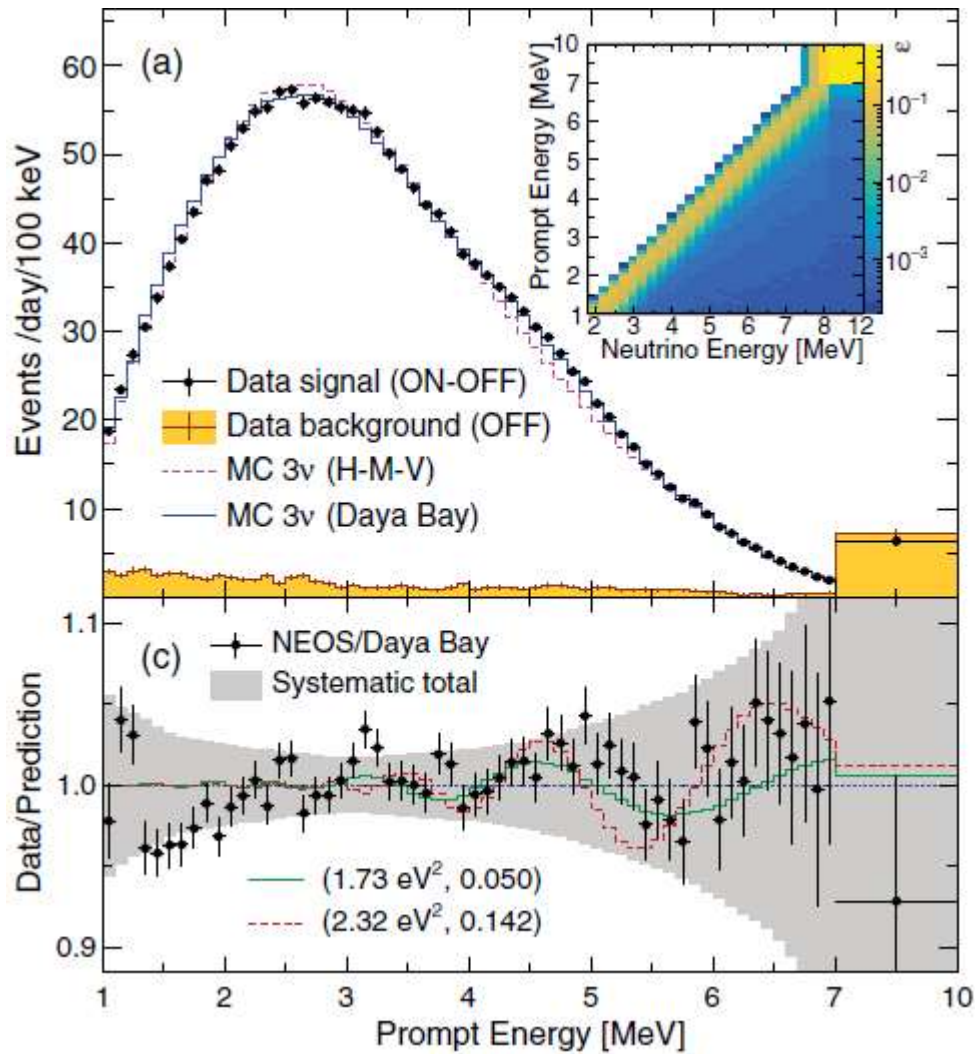 (a)
Events /day/100 keV
60
50
40
30
20
10
Data signal (ON-OFF)
Data background (OFF)
MC 3ν (H-M-V)
MC 3ν (Daya Bay)
Prompt Energy [MeV]
10
7
6
5
4
3
2
1
2 3 4 5 6 7 8 12
Neutrino Energy [MeV]
ε
10⁻¹
10⁻²
10⁻³
(c)
Data/Prediction
1.1
1.0
0.9
NEOS/Daya Bay
Systematic total
(1.73 eV², 0.050)
(2.32 eV², 0.142)
1 2 3 4 5 6 7 10
Prompt Energy [MeV]